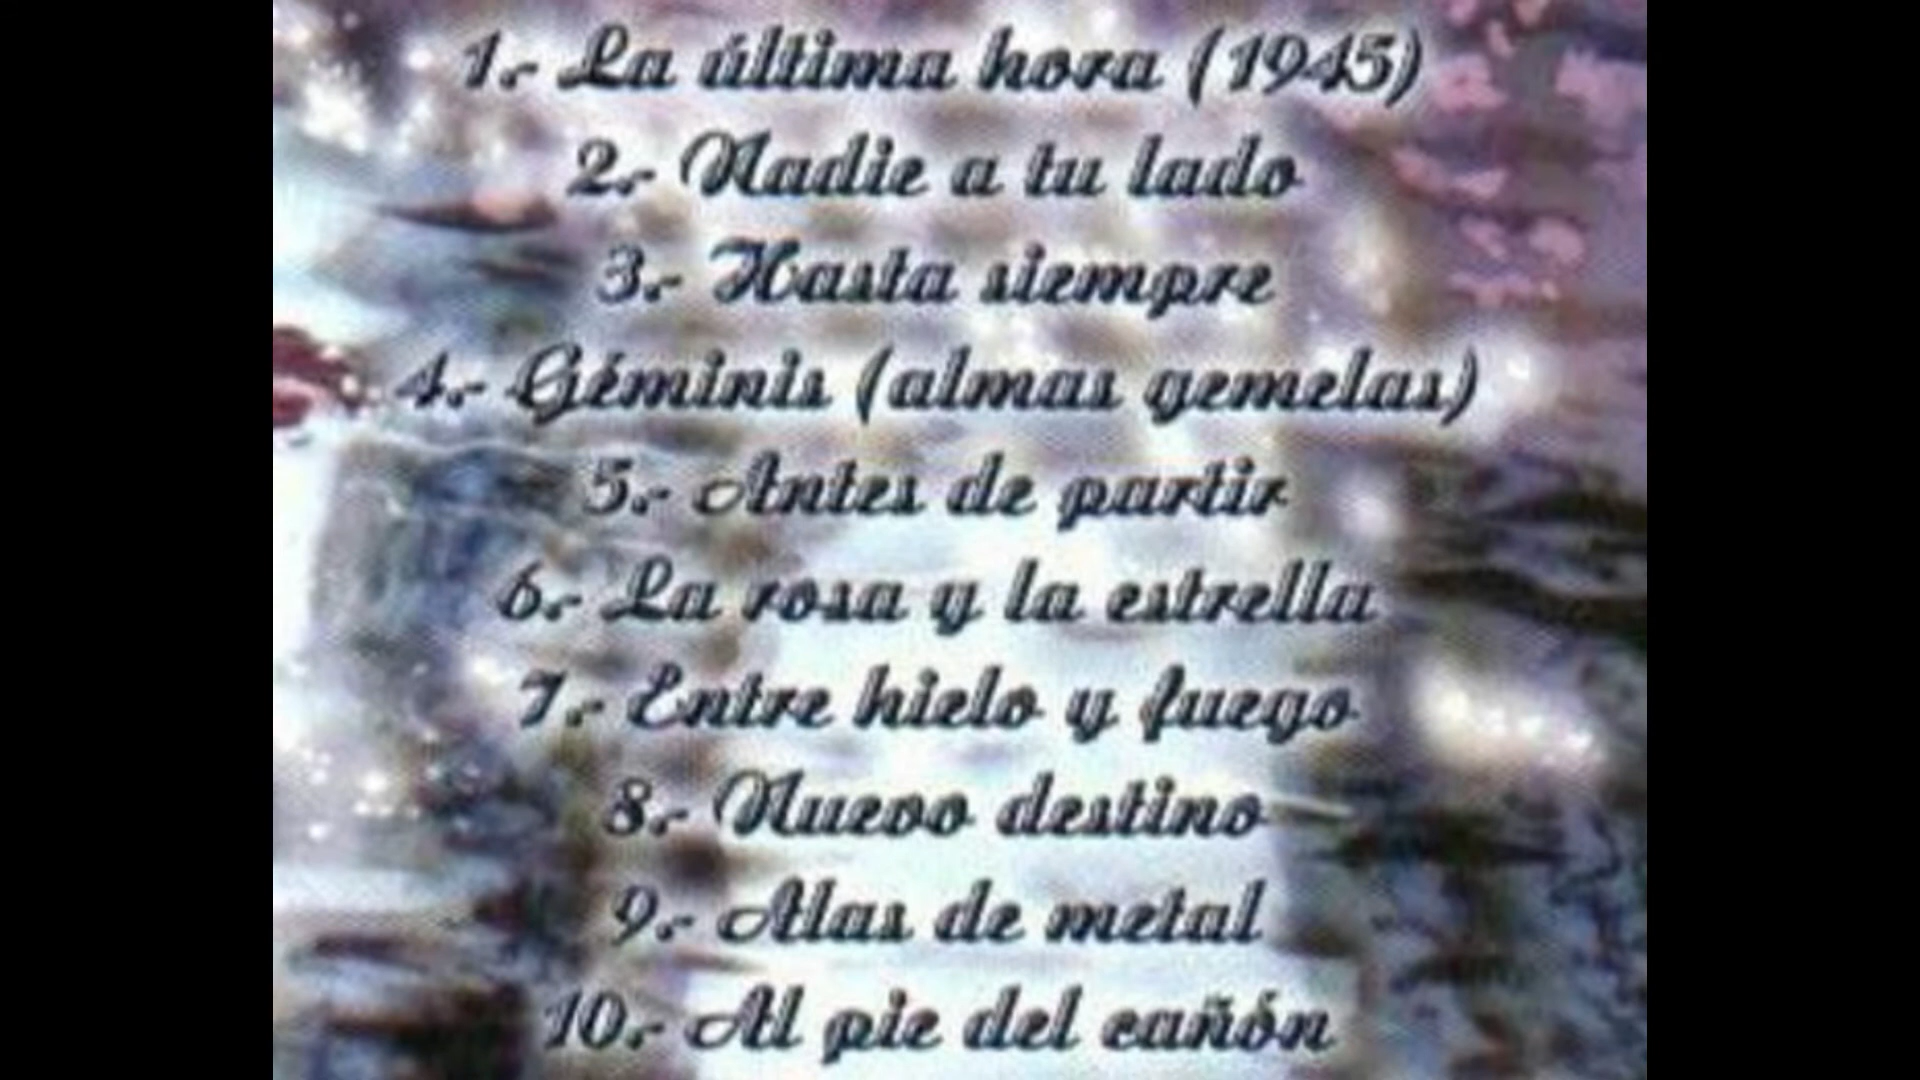 1.- La última hora (1945)
2.- Nadie a tu lado
3.- Hasta siempre
4.- Géminis (almas gemelas)
5.- Antes de partir
6.- La rosa y la estrella
7.- Entre hielo y fuego
8.- Nuevo destino
9.- Alas de metal
10.- Al pie del cañón